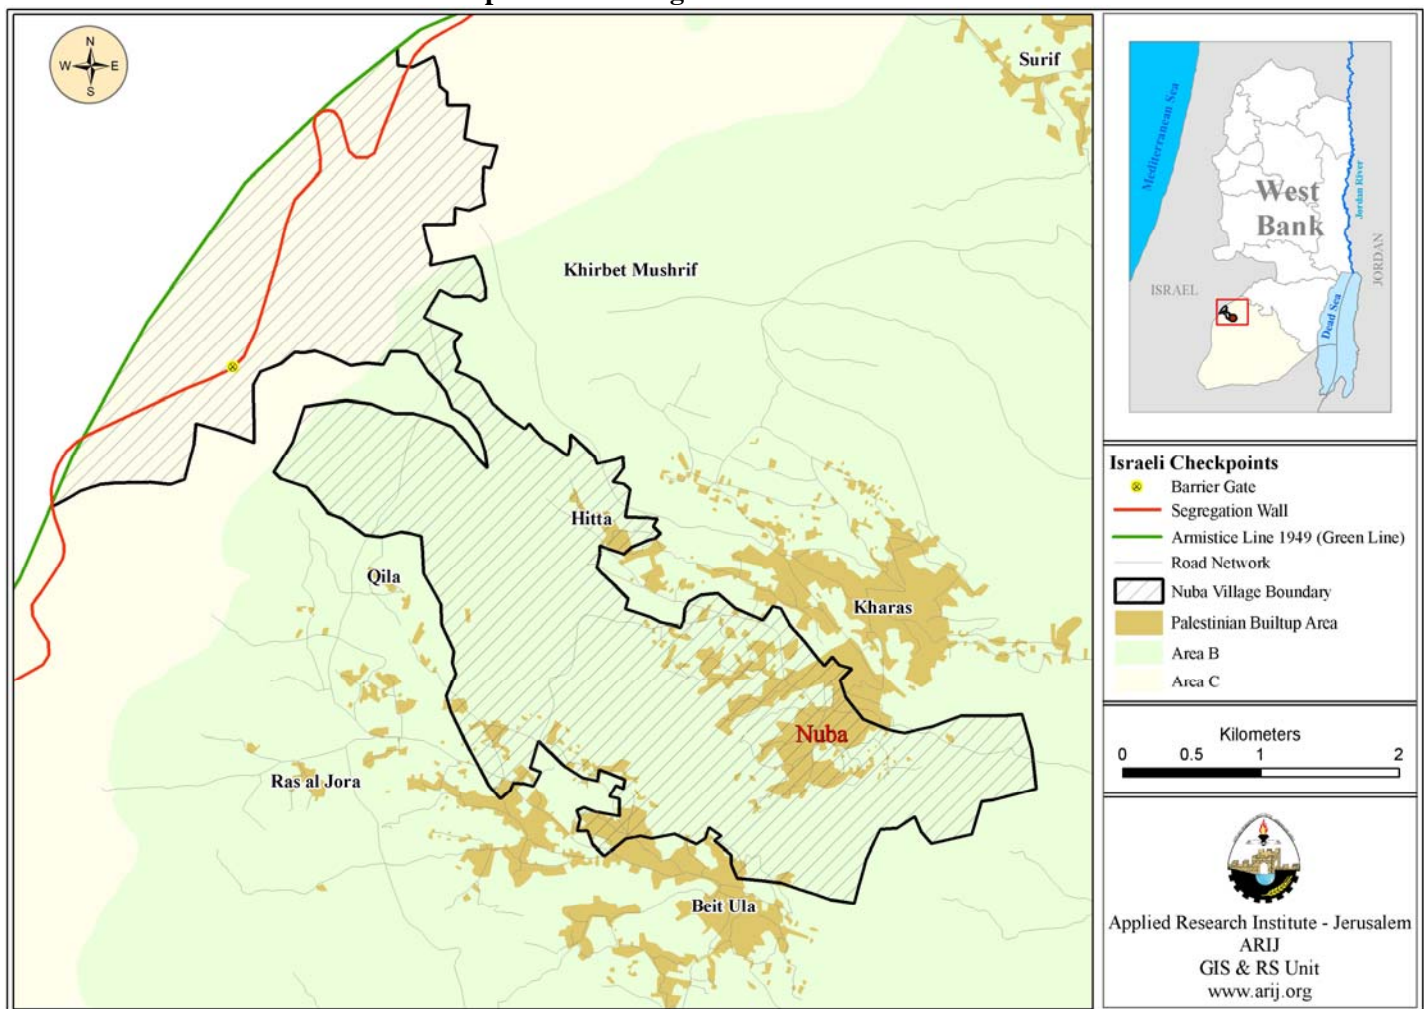 N
W E
S
Surif
Khirbet Mushrif
Hitta
Qila
Kharas
Nuba
Ras al Jora
Beit Ula
Mediterranean Sea
West
Bank
Jordan River
JORDAN
ISRAEL
Dead Sea
Israeli Checkpoints
Barrier Gate
Segregation Wall
Armistice Line 1949 (Green Line)
Road Network
Nuba Village Boundary
Palestinian Builtup Area
Area B
Area C
Kilometers
0 0.5 1 2
Applied Research Institute - Jerusalem
ARIJ
GIS & RS Unit
www.arij.org